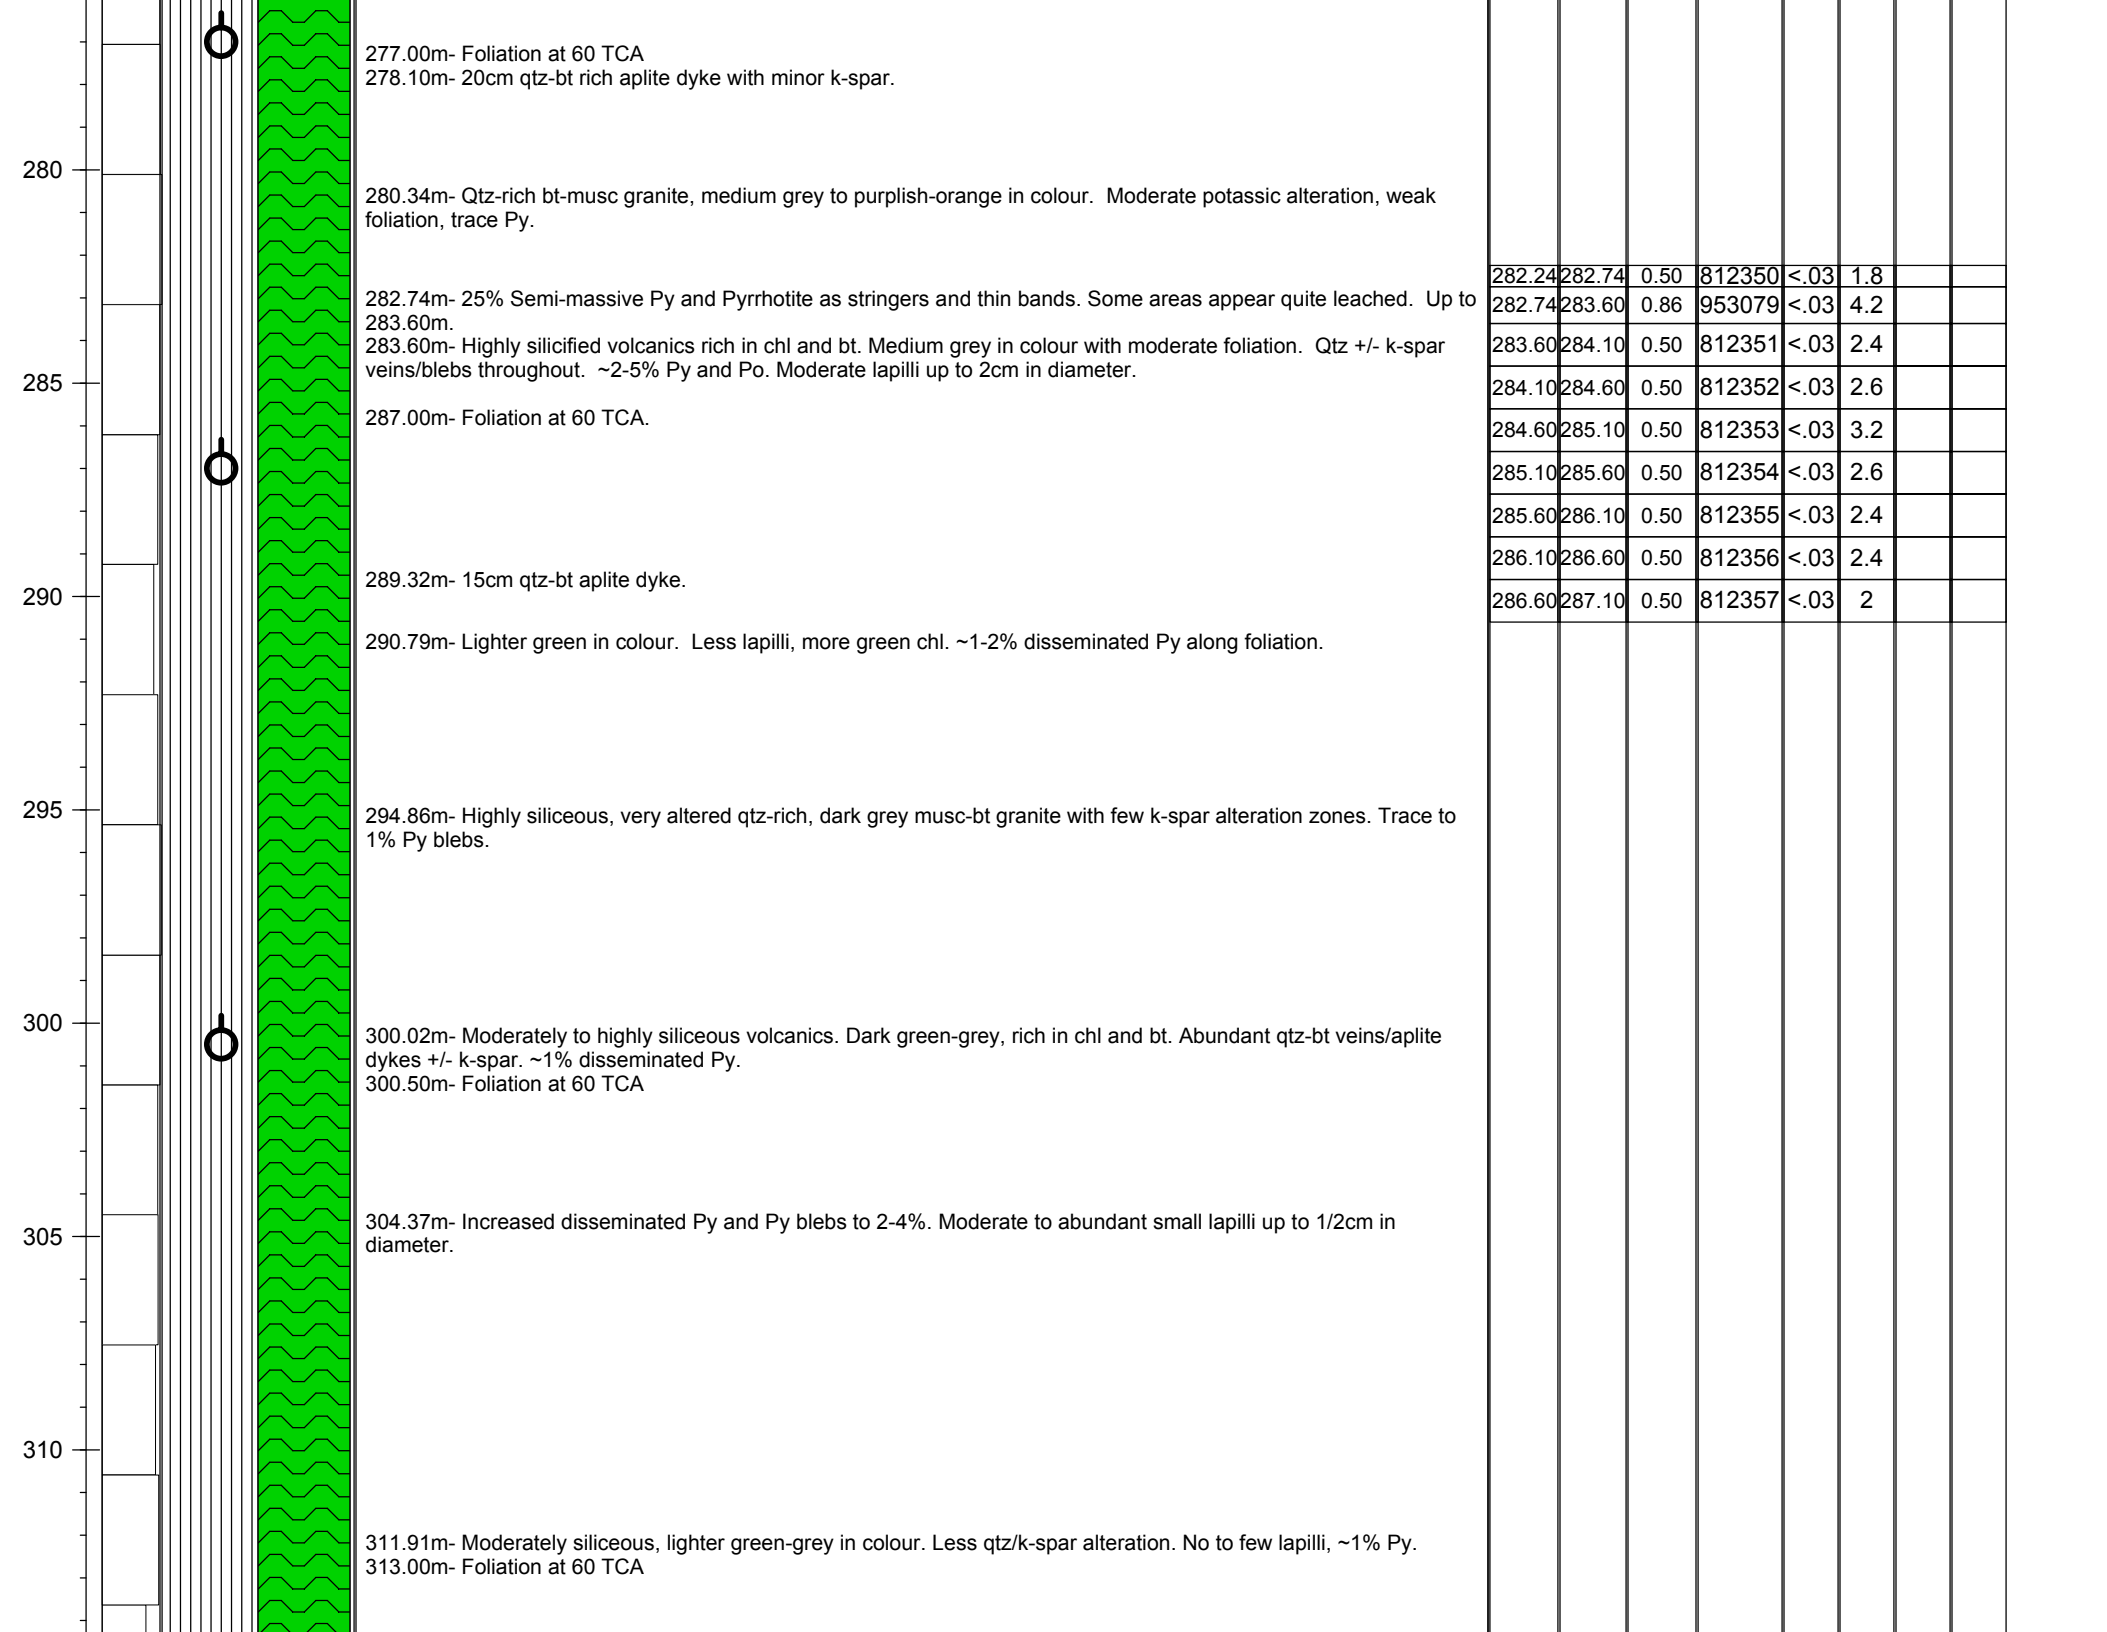 277.00m- Foliation at 60 TCA
278.10m- 20cm qtz-bt rich aplite dyke with minor k-spar.
280
280.34m- Qtz-rich bt-musc granite, medium grey to purplish-orange in colour.  Moderate potassic alteration, weak
foliation, trace Py.
282.74m- 25% Semi-massive Py and Pyrrhotite as stringers and thin bands. Some areas appear quite leached.  Up to
283.60m.
283.60m- Highly silicified volcanics rich in chl and bt. Medium grey in colour with moderate foliation.  Qtz +/- k-spar
veins/blebs throughout.  ~2-5% Py and Po. Moderate lapilli up to 2cm in diameter.
285
287.00m- Foliation at 60 TCA.
289.32m- 15cm qtz-bt aplite dyke.
290
290.79m- Lighter green in colour.  Less lapilli, more green chl. ~1-2% disseminated Py along foliation.
295
294.86m- Highly siliceous, very altered qtz-rich, dark grey musc-bt granite with few k-spar alteration zones. Trace to
1% Py blebs.
300
300.02m- Moderately to highly siliceous volcanics. Dark green-grey, rich in chl and bt. Abundant qtz-bt veins/aplite
dykes +/- k-spar. ~1% disseminated Py.
300.50m- Foliation at 60 TCA
305
304.37m- Increased disseminated Py and Py blebs to 2-4%. Moderate to abundant small lapilli up to 1/2cm in
diameter.
310
311.91m- Moderately siliceous, lighter green-grey in colour. Less qtz/k-spar alteration. No to few lapilli, ~1% Py.
313.00m- Foliation at 60 TCA
282.24 282.74 0.50 812350 <.03 1.8
282.74 283.60 0.86 953079 <.03 4.2
283.60 284.10 0.50 812351 <.03 2.4
284.10 284.60 0.50 812352 <.03 2.6
284.60 285.10 0.50 812353 <.03 3.2
285.10 285.60 0.50 812354 <.03 2.6
285.60 286.10 0.50 812355 <.03 2.4
286.10 286.60 0.50 812356 <.03 2.4
286.60 287.10 0.50 812357 <.03 2